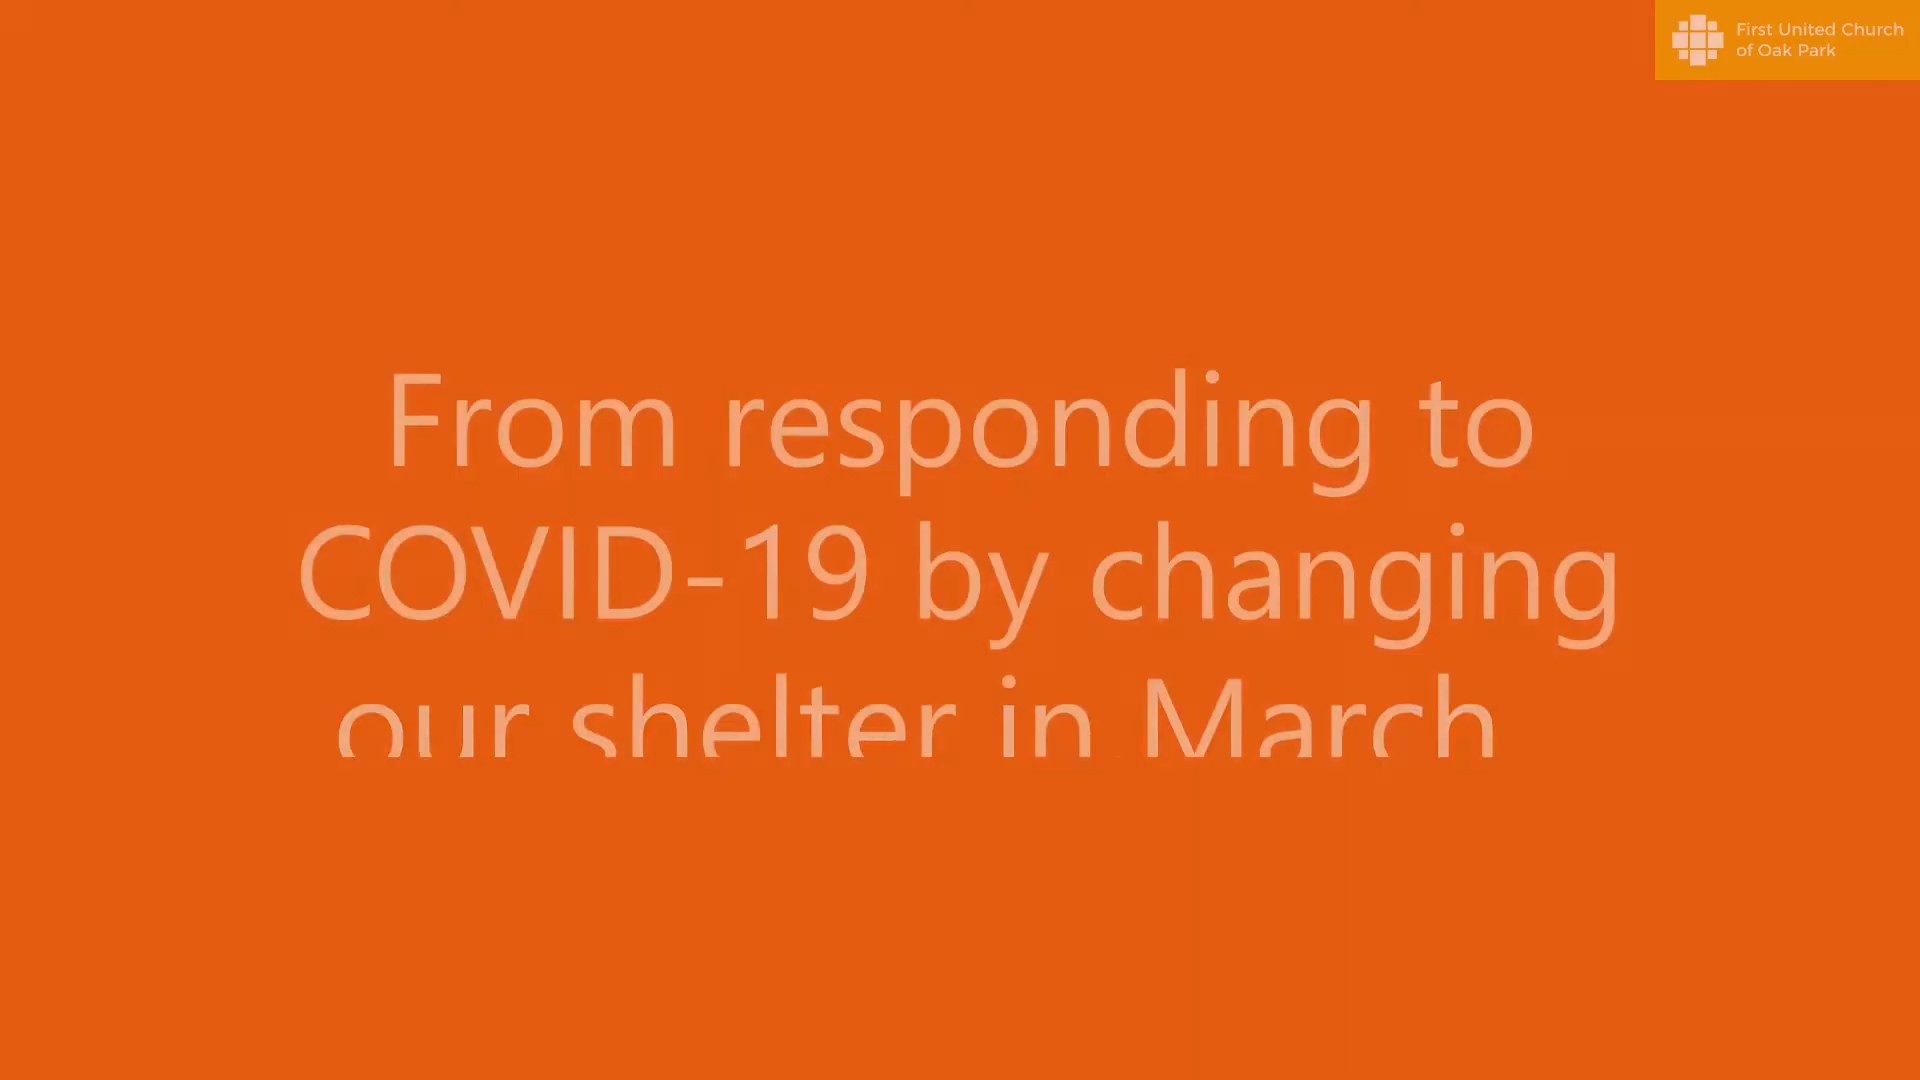 First United Church
of Oak Park
From responding to
COVID-19 by changing
our shelter in March